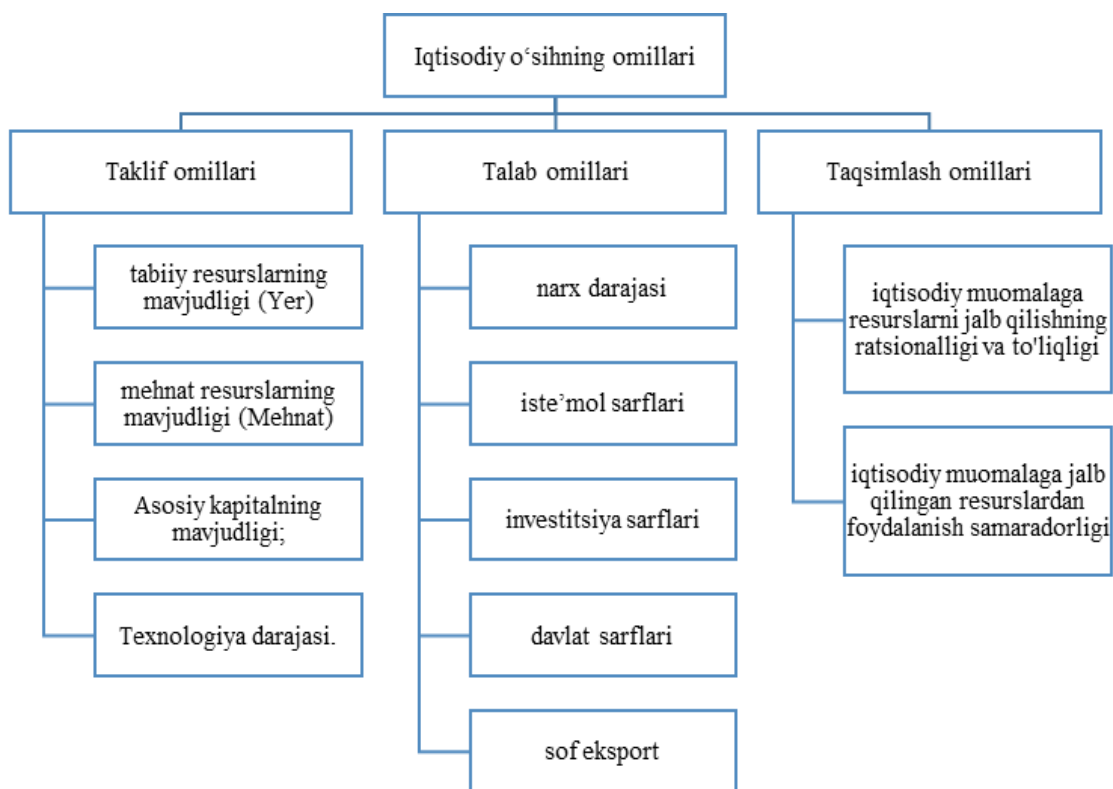 Iqtisodiy o‘sihning omillari
Taklif omillari
tabiiy resurslarning
mavjudligi (Yer)
mehnat resurslarning
mavjudligi (Mehnat)
Asosiy kapitalning
mavjudligi;
Texnologiya darajasi.
Talab omillari
narx darajasi
iste’mol sarflari
investitsiya sarflari
davlat sarflari
sof eksport
Taqsimlash omillari
iqtisodiy muomalaga
resurslarni jalb qilishning
ratsionalligi va to'liqligi
iqtisodiy muomalaga jalb
qilingan resurslardan
foydalanish samaradorligi